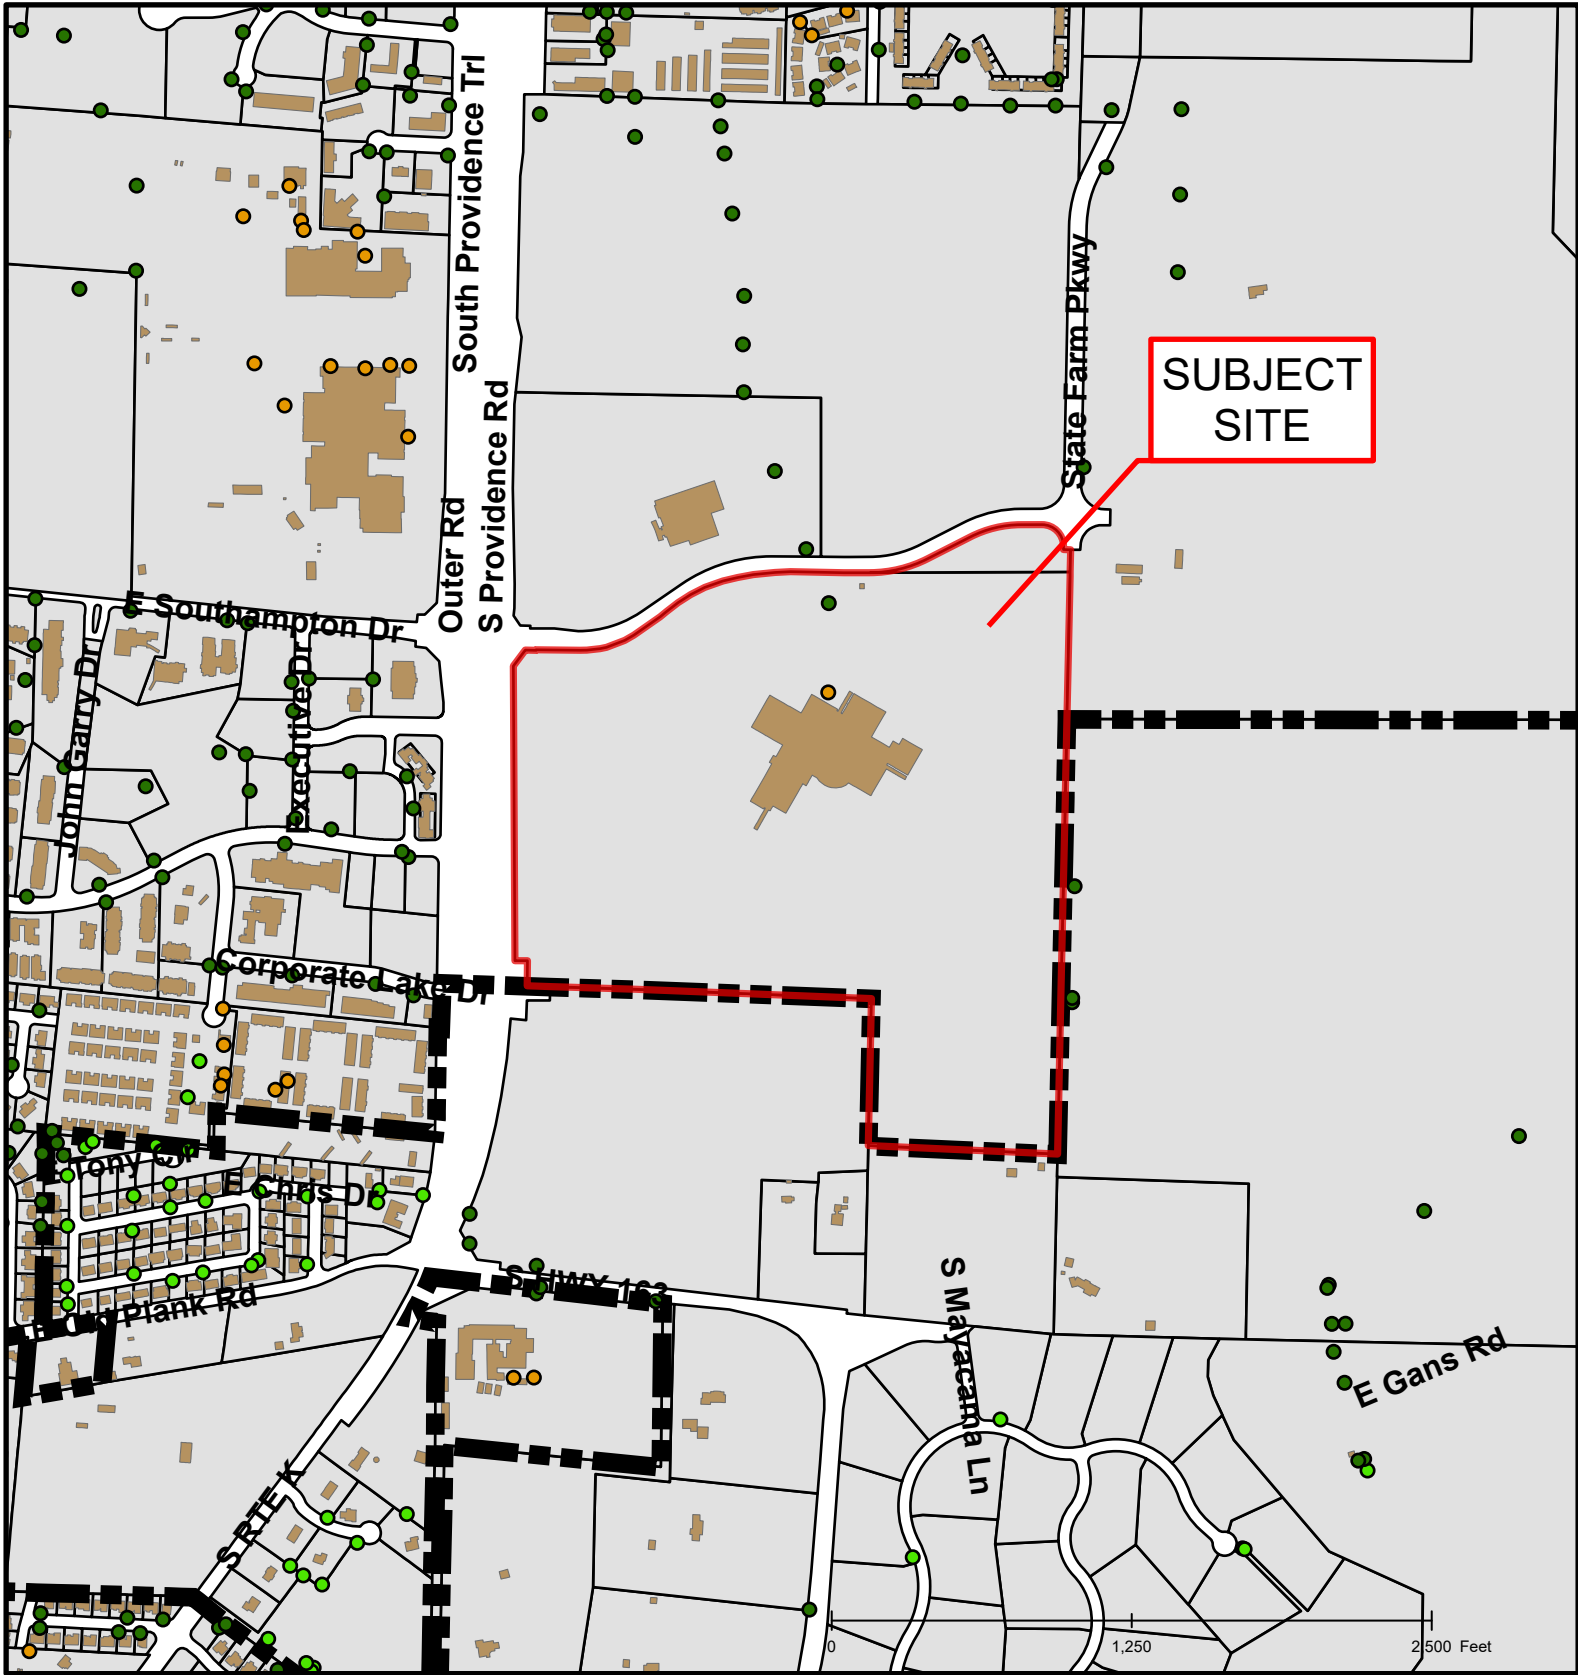 South Providence Trl
State Farm Pkwy
SUBJECT
SITE
S Providence Rd
Outer Rd
E Southampton Dr
John Garry Dr
Executive Dr
Corporate Lake Dr
Tony Cir
E Chris Dr
S HWY 163
E Old Plank Rd
S Mayacama Ln
E Gans Rd
S RTE K
0 1,250 2,500 Feet